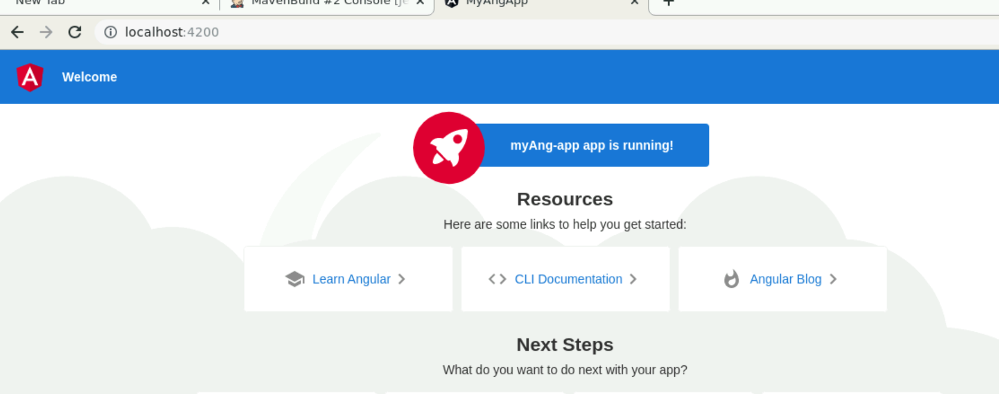 New Tab
MavenBuild #2 Console [Je
MyAngApp
localhost:4200
Welcome
myAng-app app is running!
Resources
Here are some links to help you get started:
Learn Angular
CLI Documentation
Angular Blog
Next Steps
What do you want to do next with your app?